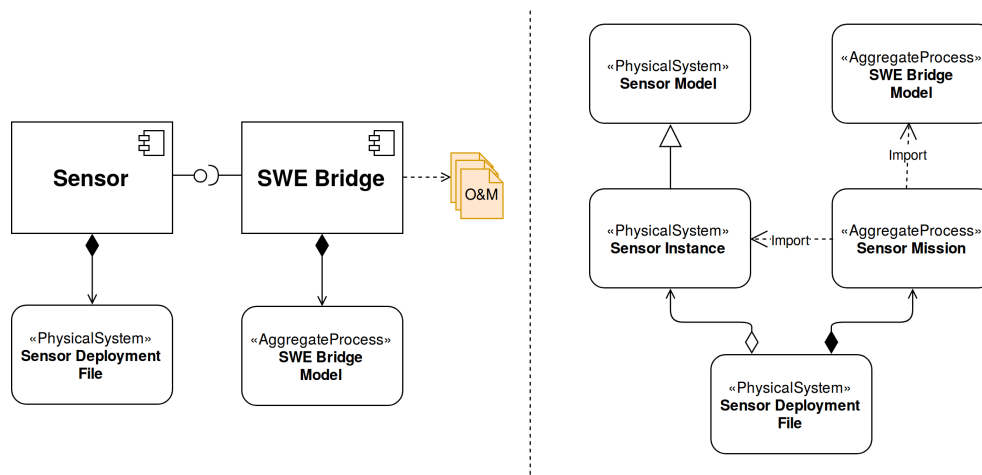 Sensor
SWE Bridge
O&M
«PhysicalSystem»
Sensor Deployment
File
«AggregateProcess»
SWE Bridge
Model
«PhysicalSystem»
Sensor Model
«AggregateProcess»
SWE Bridge
Model
Import
«PhysicalSystem»
Sensor Instance
Import
«AggregateProcess»
Sensor Mission
«PhysicalSystem»
Sensor Deployment
File